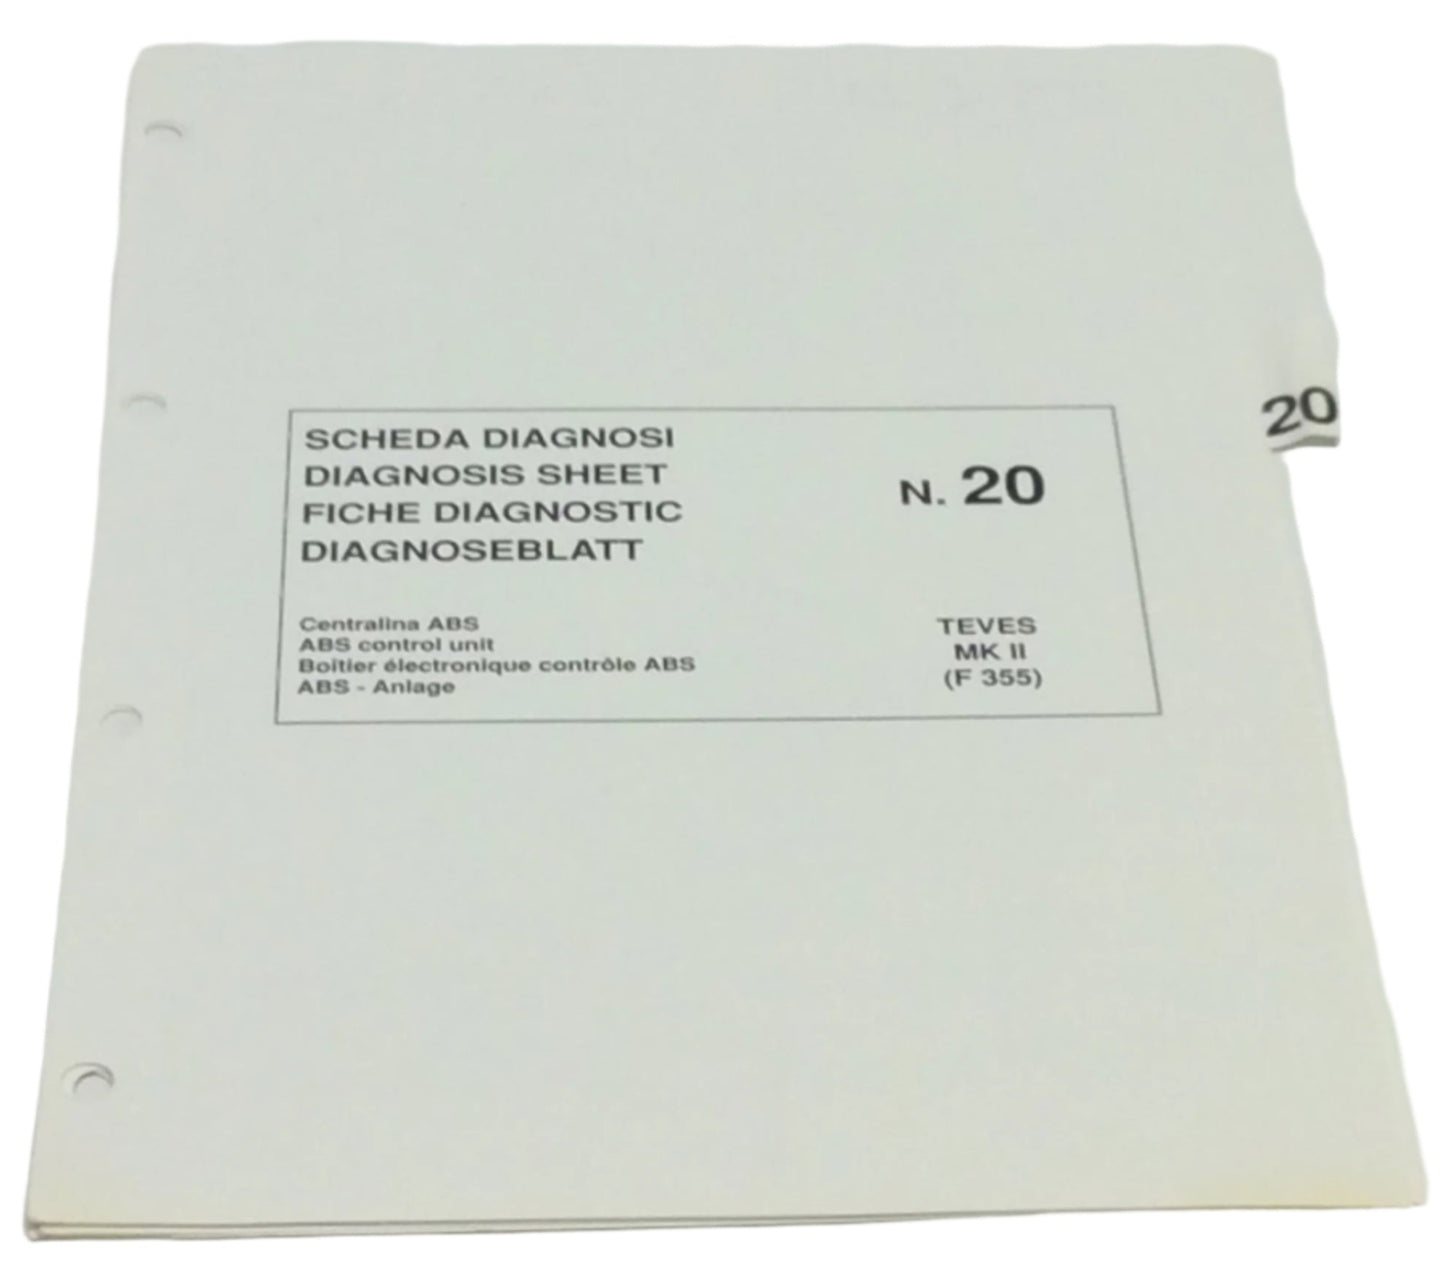 SCHEDA DIAGNOSI
DIAGNOSIS SHEET
FICHE DIAGNOSTIC
DIAGNOSEBLATT
N. 20
Centralina ABS
ABS control unit
Boîtier électronique contrôle ABS
ABS - Anlage
TEVES
MK II
(F 355)
20